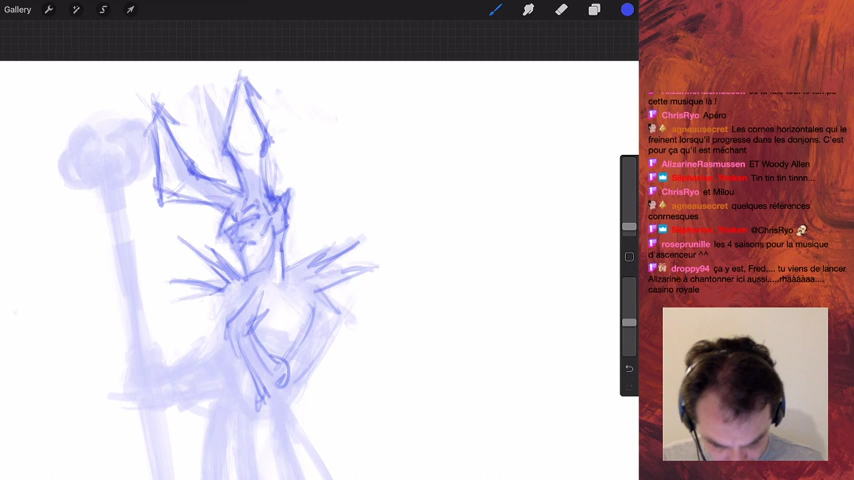 Gallery
cette musique là !
ChrisRyo Apéro
agneausecret Les cornes horizontales qui le
freinent lorsqu'il progresse dans les donjons. C'est
pour ça qu'il est méchant
AlizarineRasmussen ET Woody Allen
Tin tin tin tinnn...
ChrisRyo et Milou
agneausecret quelques références
cornesques
@ChrisRyo
roseprunille les 4 saisons pour la musique
d'ascenceur ^^
droppy94 ça y est, Fred.... tu viens de lancer
Alizarine à chantonner ici aussi.....rhààààaa....
casino royale